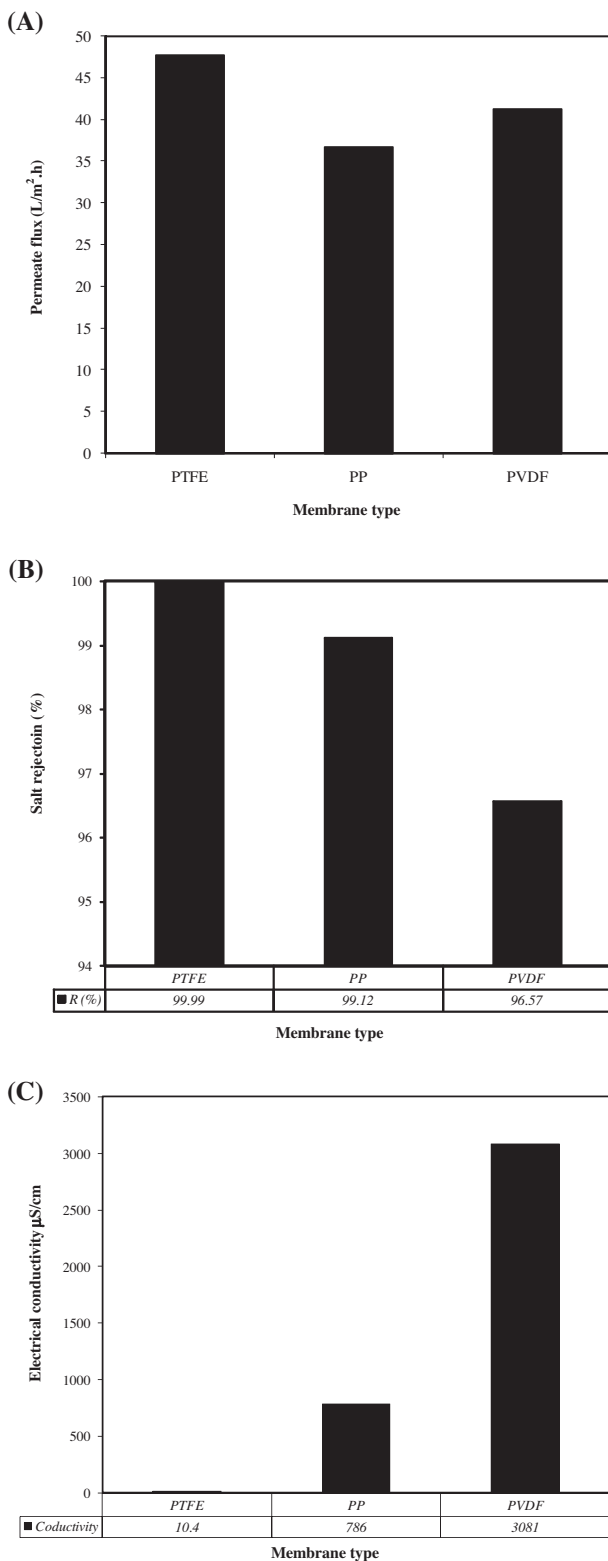 (A)
50
45
40
35
30
25
20
15
10
5
0
Permeate flux (L/m².h)
PTFE PP PVDF
Membrane type
(B)
100
99
98
97
96
95
94
Salt rejectoin (%)
PTFE PP PVDF
R (%) 99.99 99.12 96.57
Membrane type
(C)
3500
3000
2500
2000
1500
1000
500
0
Electrical conductivity µS/cm
PTFE PP PVDF
Coductivity 10.4 786 3081
Membrane type